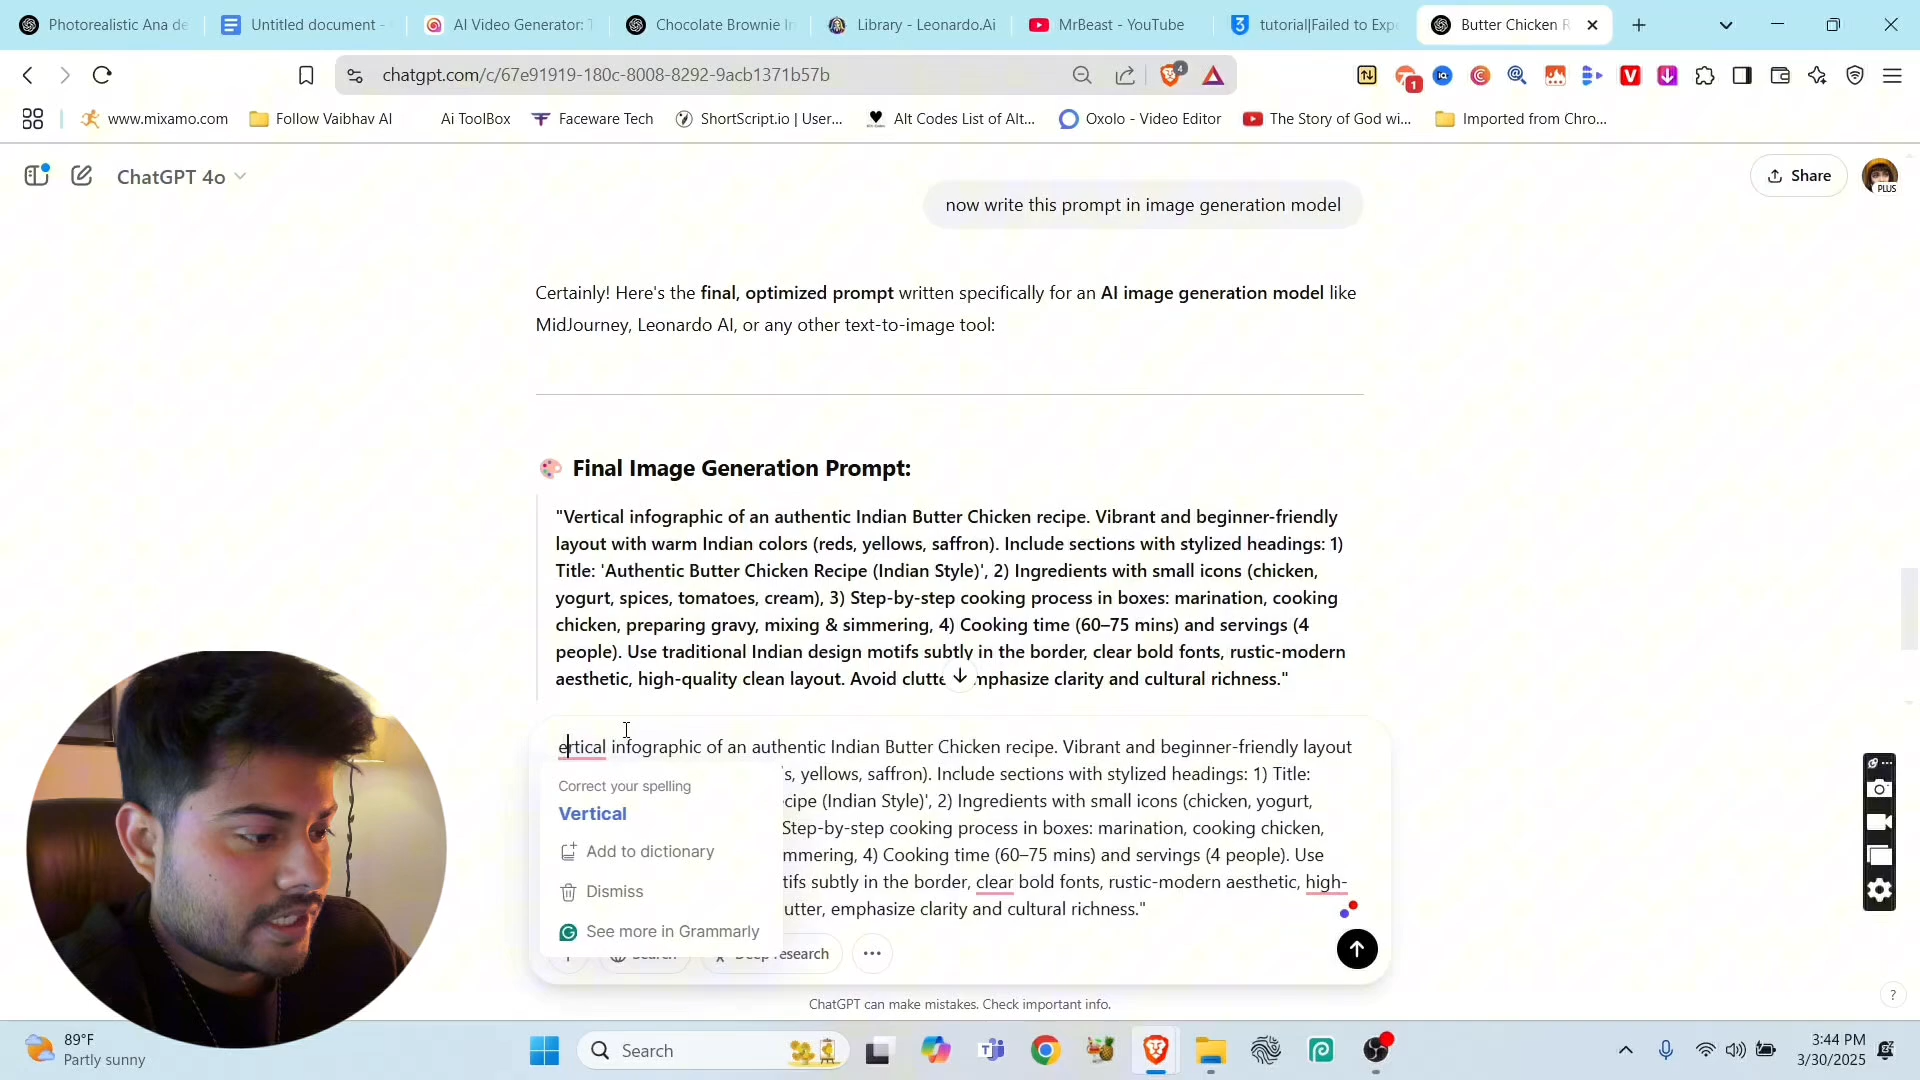 Photorealistic Ana de
Untitled document -
AI Video Generator: T
Chocolate Brownie In
Library - Leonardo.Ai
MrBeast - YouTube
tutorial|Failed to Expe
Butter Chicken R
chatgpt.com/c/67e91919-180c-8008-8292-9acb1371b57b
4
1
www.mixamo.com
Follow Vaibhav AI
Ai ToolBox
Faceware Tech
ShortScript.io | User...
Alt Codes List of Alt...
Oxolo - Video Editor
The Story of God wi...
Imported from Chro...
ChatGPT 4o
Share
PLUS
now write this prompt in image generation model
Certainly! Here's the final, optimized prompt written specifically for an AI image generation model like
MidJourney, Leonardo AI, or any other text-to-image tool:
Final Image Generation Prompt:
"Vertical infographic of an authentic Indian Butter Chicken recipe. Vibrant and beginner-friendly
layout with warm Indian colors (reds, yellows, saffron). Include sections with stylized headings: 1)
Title: 'Authentic Butter Chicken Recipe (Indian Style)', 2) Ingredients with small icons (chicken,
yogurt, spices, tomatoes, cream), 3) Step-by-step cooking process in boxes: marination, cooking
chicken, preparing gravy, mixing & simmering, 4) Cooking time (60–75 mins) and servings (4
people). Use traditional Indian design motifs subtly in the border, clear bold fonts, rustic-modern
aesthetic, high-quality clean layout. Avoid clutte mphasize clarity and cultural richness."
ertical infographic of an authentic Indian Butter Chicken recipe. Vibrant and beginner-friendly layout
s, yellows, saffron). Include sections with stylized headings: 1) Title:
cipe (Indian Style)', 2) Ingredients with small icons (chicken, yogurt,
Step-by-step cooking process in boxes: marination, cooking chicken,
mmering, 4) Cooking time (60–75 mins) and servings (4 people). Use
tifs subtly in the border, clear bold fonts, rustic-modern aesthetic, high-
utter, emphasize clarity and cultural richness."
Correct your spelling
Vertical
Add to dictionary
Dismiss
See more in Grammarly
Search
Deep research
ChatGPT can make mistakes. Check important info.
?
89°F
Partly sunny
Search
3:44 PM
3/30/2025